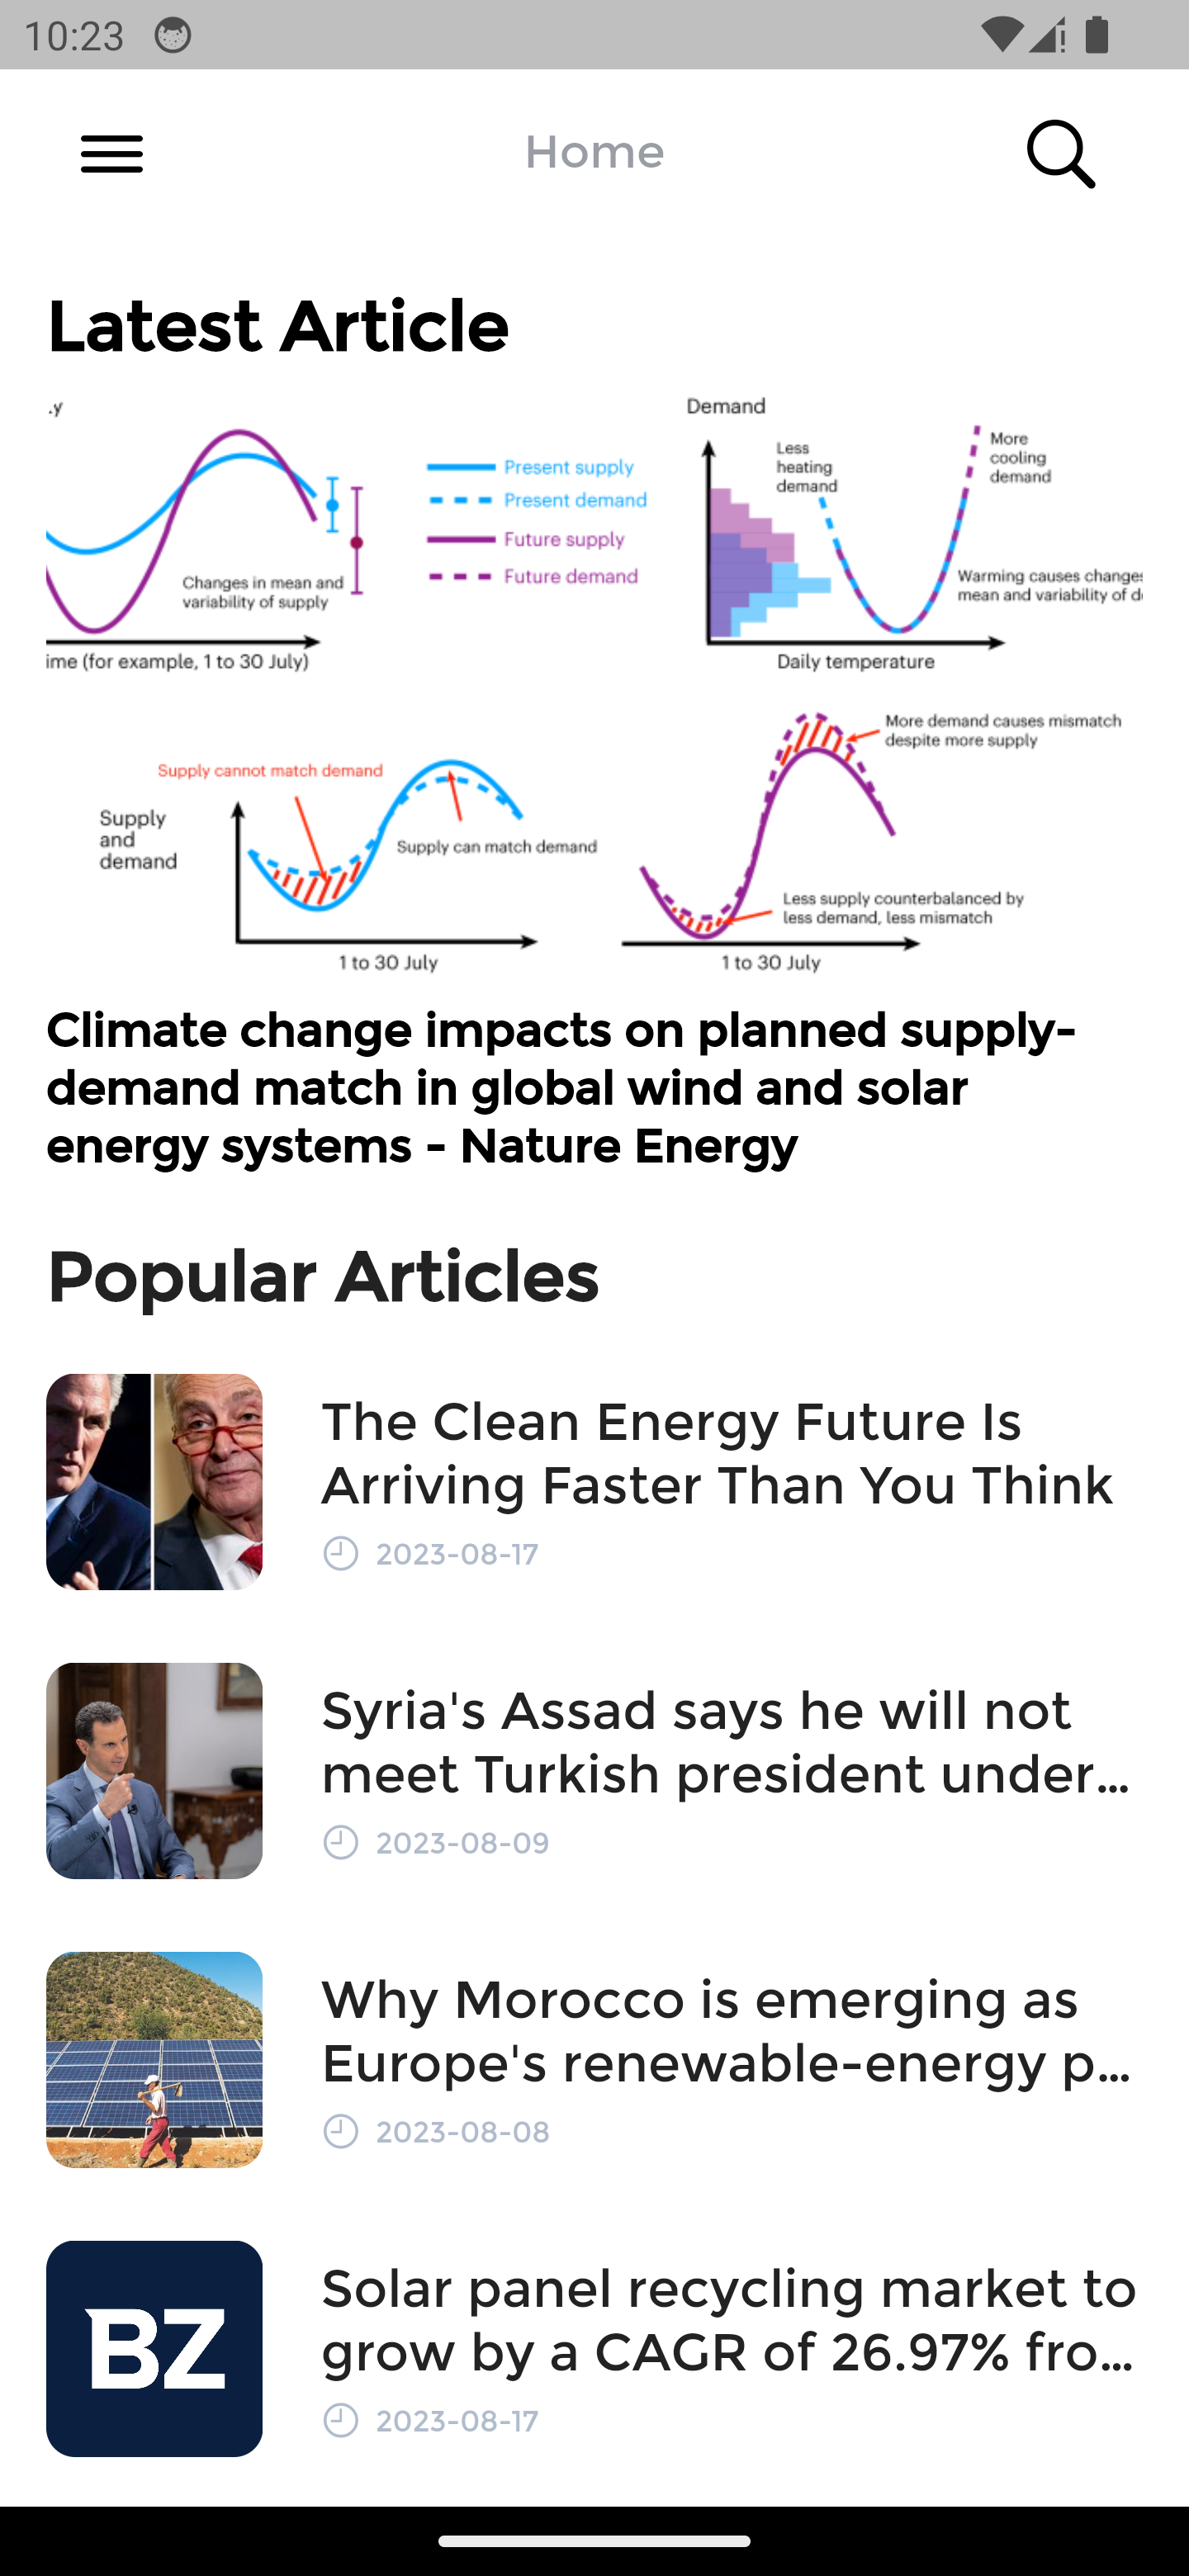 10:23
Home
Latest Article
.y
Demand
Present supply
Present demand
Future supply
Future demand
Less
heating
demand
More
cooling
demand
Changes in mean and
variability of supply
Warming causes change
mean and variability of d
ime (for example, 1 to 30 July)
Daily temperature
Supply cannot match demand
Supply
and
demand
Supply can match demand
1 to 30 July
More demand causes mismatch
despite more supply
Less supply counterbalanced by
less demand, less mismatch
1 to 30 July
Climate change impacts on planned supply-
demand match in global wind and solar
energy systems - Nature Energy
Popular Articles
The Clean Energy Future Is
Arriving Faster Than You Think
2023-08-17
Syria's Assad says he will not
meet Turkish president under...
2023-08-09
Why Morocco is emerging as
Europe's renewable-energy p...
2023-08-08
BZ
Solar panel recycling market to
grow by a CAGR of 26.97% fro...
2023-08-17